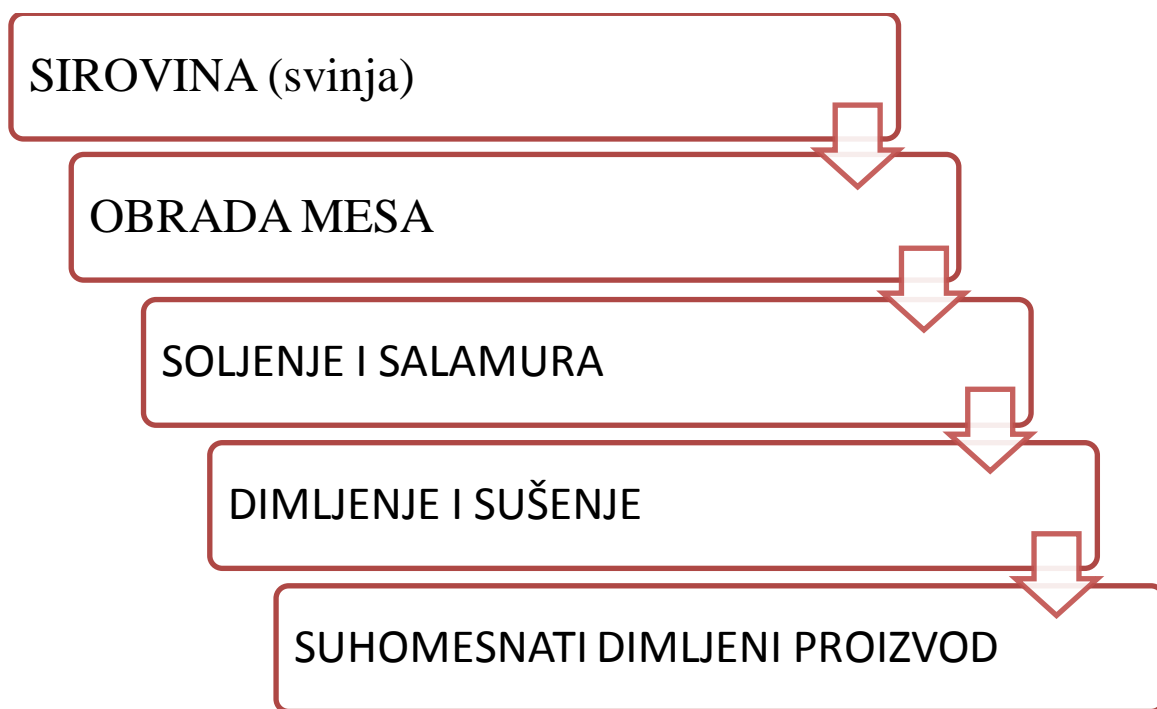 SIROVINA (svinja)
OBRADA MESA
SOLJENJE I SALAMURA
DIMLJENJE I SUŠENJE
SUHOMESNATI DIMLJENI PROIZVOD